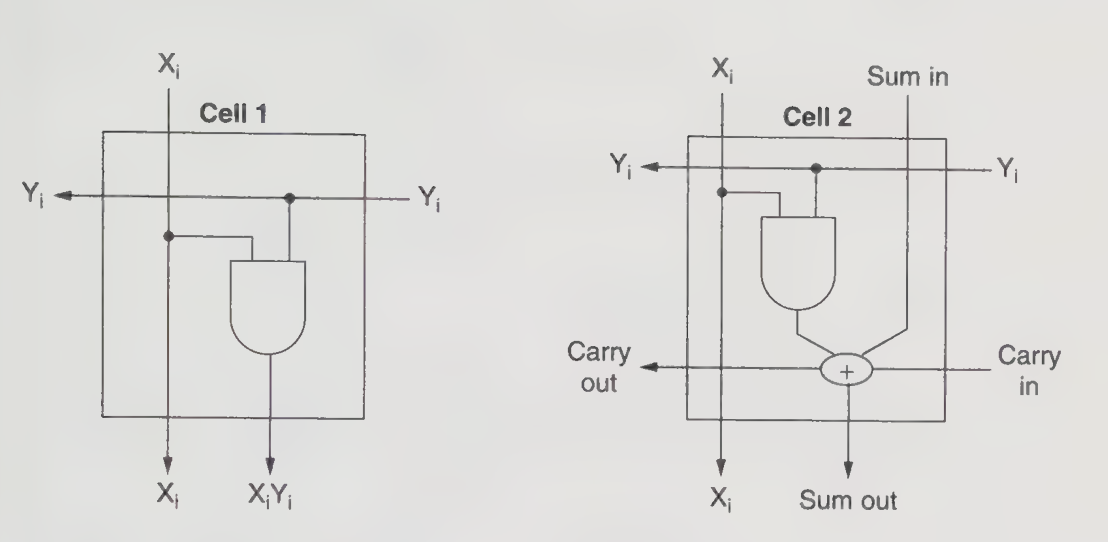 Xi
Cell 1
Yi
Yi
Xi
XiYi
Xi
Sum in
Cell 2
Yi
Yi
Carry
out
+
Carry
in
Xi
Sum out